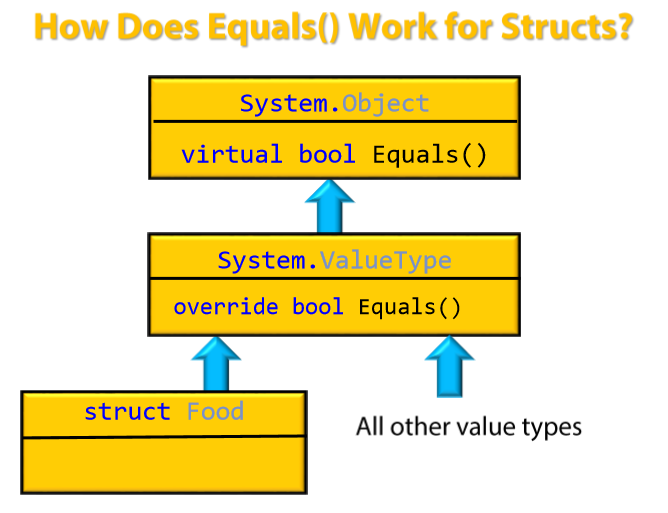 How Does Equals() Work for Structs?
System.Object
virtual bool Equals()
System.ValueType
override bool Equals()
struct Food
All other value types